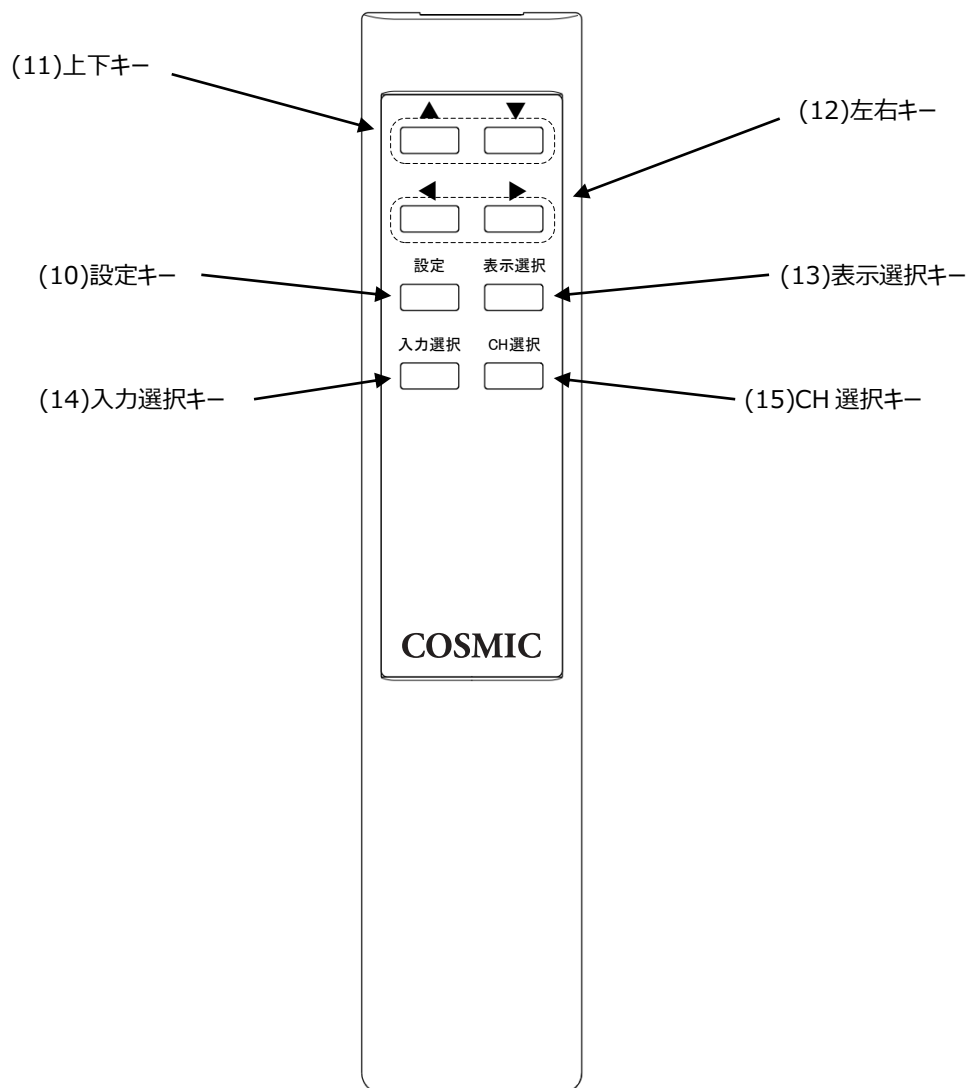 (11)上下キー
▲ ▼
(12)左右キー
◀ ▶
(10)設定キー
設定 表示選択
(13)表示選択キー
入力選択 CH選択
(14)入力選択キー
(15)CH 選択キー
COSMIC